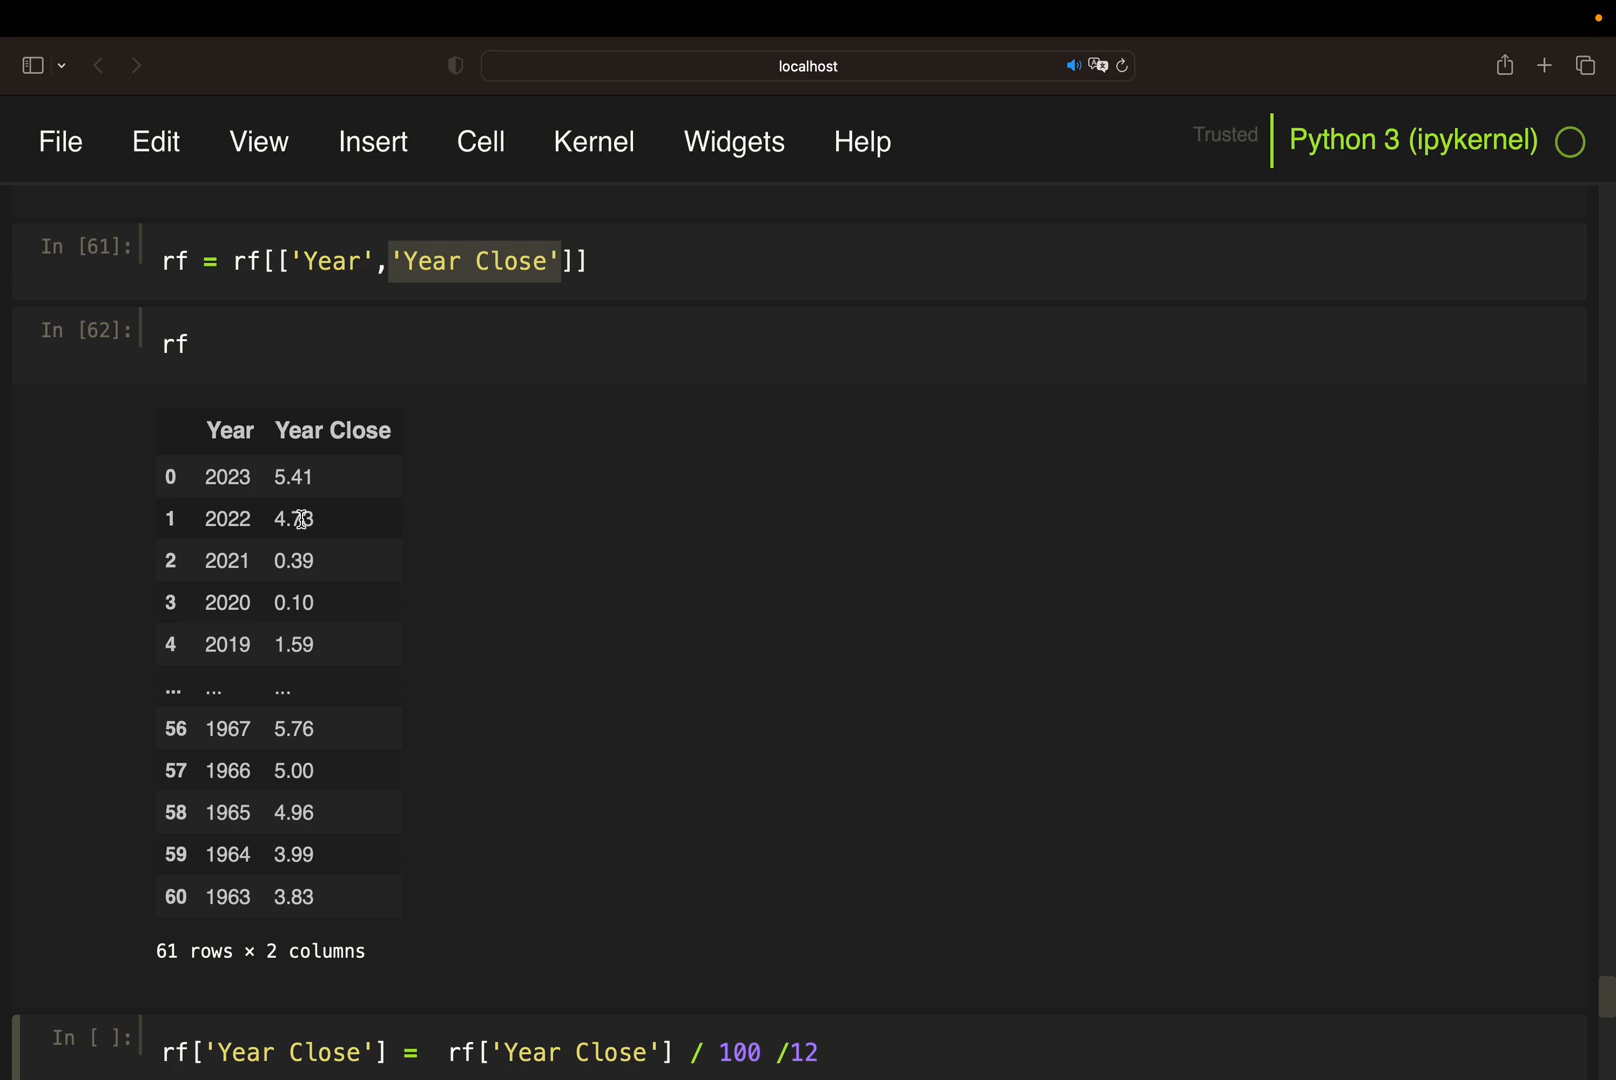 localhost
File Edit View Insert Cell Kernel Widgets Help Trusted Python 3 (ipykernel)
In [61]: rf = rf[['Year','Year Close']]
In [62]: rf
Year Year Close
0 2023 5.41
1 2022 4.73
2 2021 0.39
3 2020 0.10
4 2019 1.59
... ... ...
56 1967 5.76
57 1966 5.00
58 1965 4.96
59 1964 3.99
60 1963 3.83
61 rows × 2 columns
In [ ]: rf['Year Close'] = rf['Year Close'] / 100 /12